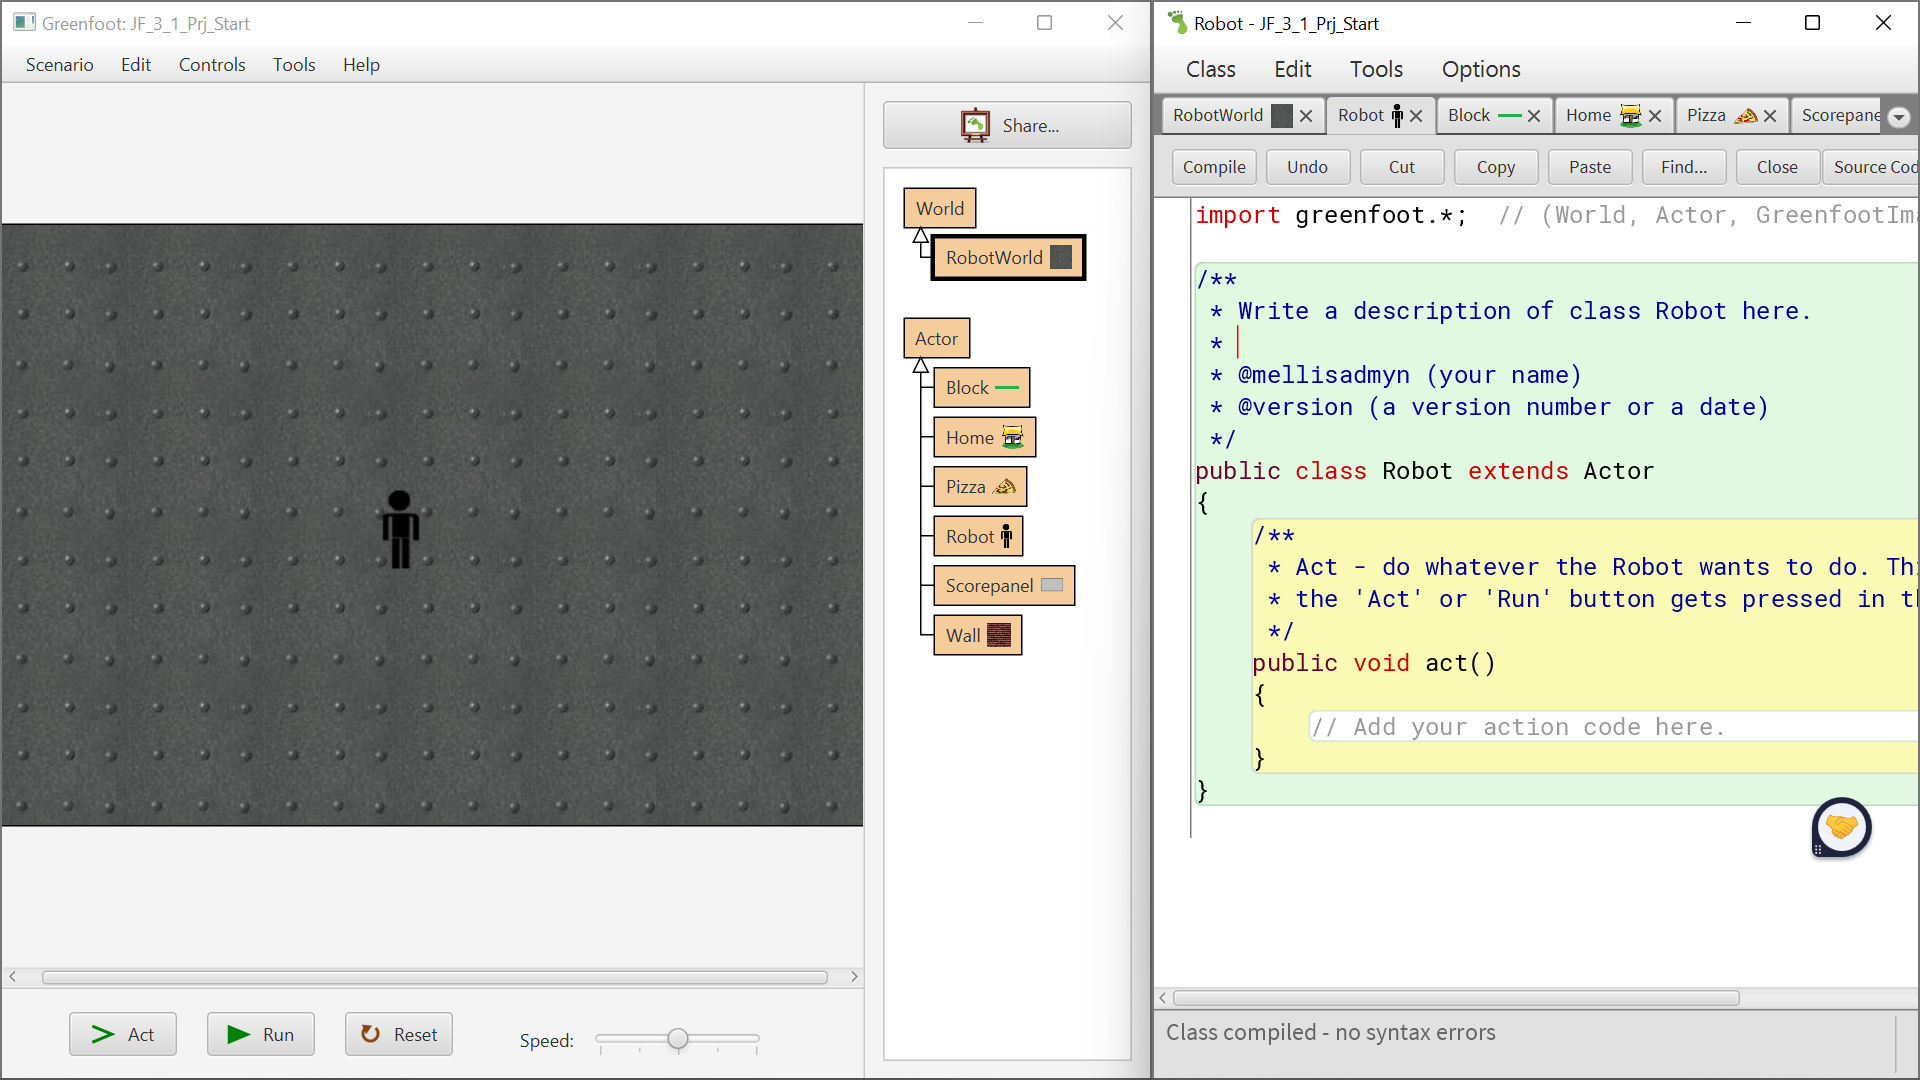 Greenfoot: JF_3_1_Prj_Start
Scenario Edit Controls Tools Help
Share...
World
RobotWorld
Actor
Block
Home
Pizza
Robot
Scorepanel
Wall
Act Run Reset Speed:
Robot - JF_3_1_Prj_Start
Class Edit Tools Options
RobotWorld Robot Block Home Pizza Scorepane
Compile Undo Cut Copy Paste Find... Close Source Cod
import greenfoot.*;  // (World, Actor, GreenfootIma
/**
 * Write a description of class Robot here.
 *
 * @mellisadmyn (your name)
 * @version (a version number or a date)
 */
public class Robot extends Actor
{
    /**
     * Act - do whatever the Robot wants to do. Thi
     * the 'Act' or 'Run' button gets pressed in th
     */
    public void act()
    {
        // Add your action code here.
    }
}
Class compiled - no syntax errors